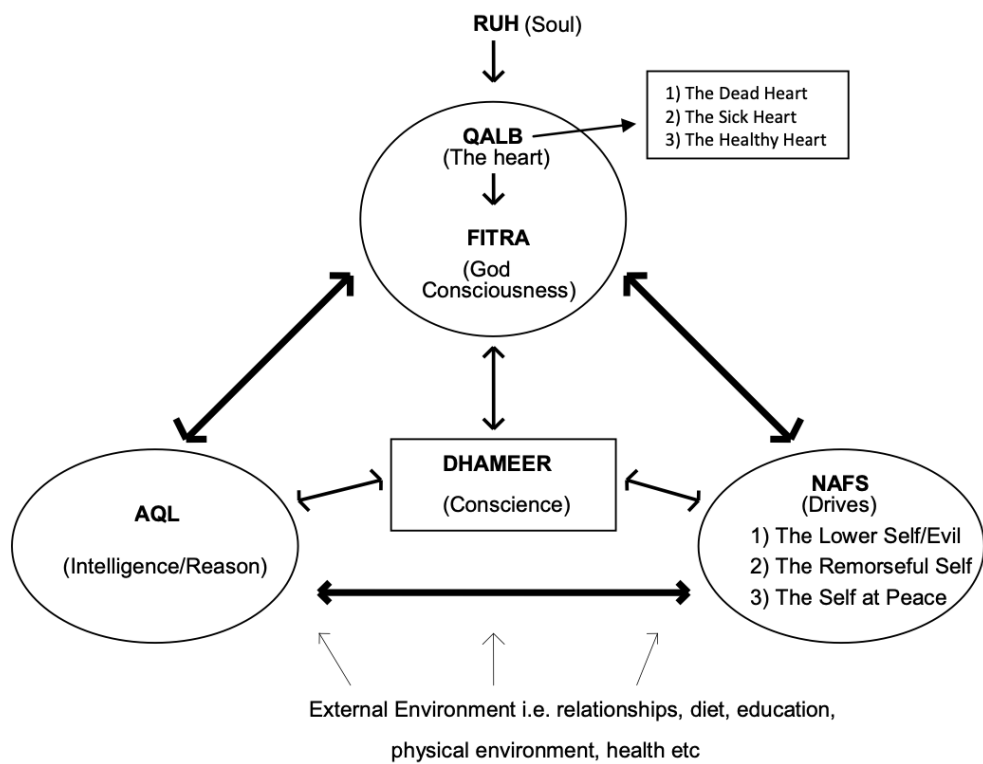 RUH (Soul)
1) The Dead Heart
2) The Sick Heart
3) The Healthy Heart
QALB
(The heart)
FITRA
(God
Consciousness)
DHAMEER
(Conscience)
AQL
(Intelligence/Reason)
NAFS
(Drives)
1) The Lower Self/Evil
2) The Remorseful Self
3) The Self at Peace
External Environment i.e. relationships, diet, education,
physical environment, health etc